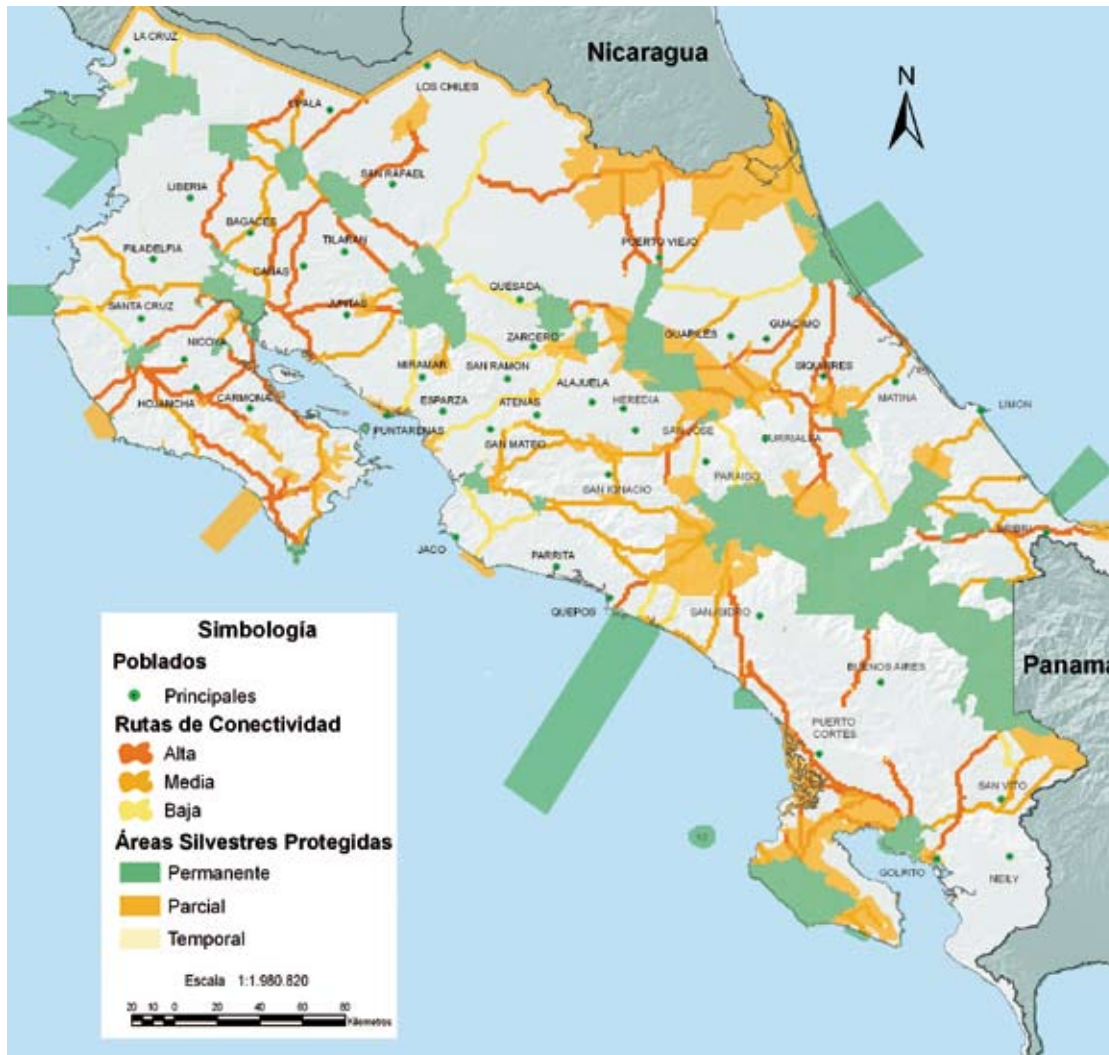 LA CRUZ
Nicaragua
N
LOS CHILES
UPALA
SAN RAFAEL
LIBERIA
BAGACES
FILADELFIA
TILARAN
PUERTO VIEJO
CAÑAS
QUESADA
SANTA CRUZ
JUNTAS
ZARCERO
GUAPILES
GUACIMO
NICOYA
MIRAMAR
SAN RAMON
SIQUIRRES
HOJANCHA
CARMONA
ESPARZA
ATENAS
ALAJUELA
HEREDIA
MATINA
LIMON
PUNTARENAS
SAN MATEO
SAN JOSE
TURRIALBA
PARAISO
SAN IGNACIO
BRIBRI
JACO
PARRITA
QUEPOS
SAN ISIDRO
BUENOS AIRES
Panamá
PUERTO
CORTES
SAN VITO
GOLFITO
NEILY
Simbología
Poblados
Principales
Rutas de Conectividad
Alta
Media
Baja
Áreas Silvestres Protegidas
Permanente
Parcial
Temporal
Escala 1:1.980.820
20 10 0 20 40 60 80
Kilometros